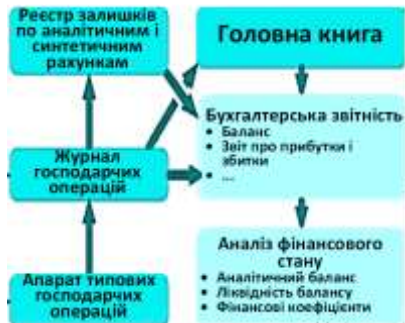 Реєстр залишків
по аналітичним і
синтетичним
рахункам
Головна книга
Бухгалтерська звітність
• Баланс
• Звіт про прибутки і
збитки
• ...
Журнал
господарчих
операцій
Аналіз фінансового
стану
• Аналітичний баланс
• Ліквідність балансу
• Фінансові коефіцієнти
Апарат типових
господарчих
операцій